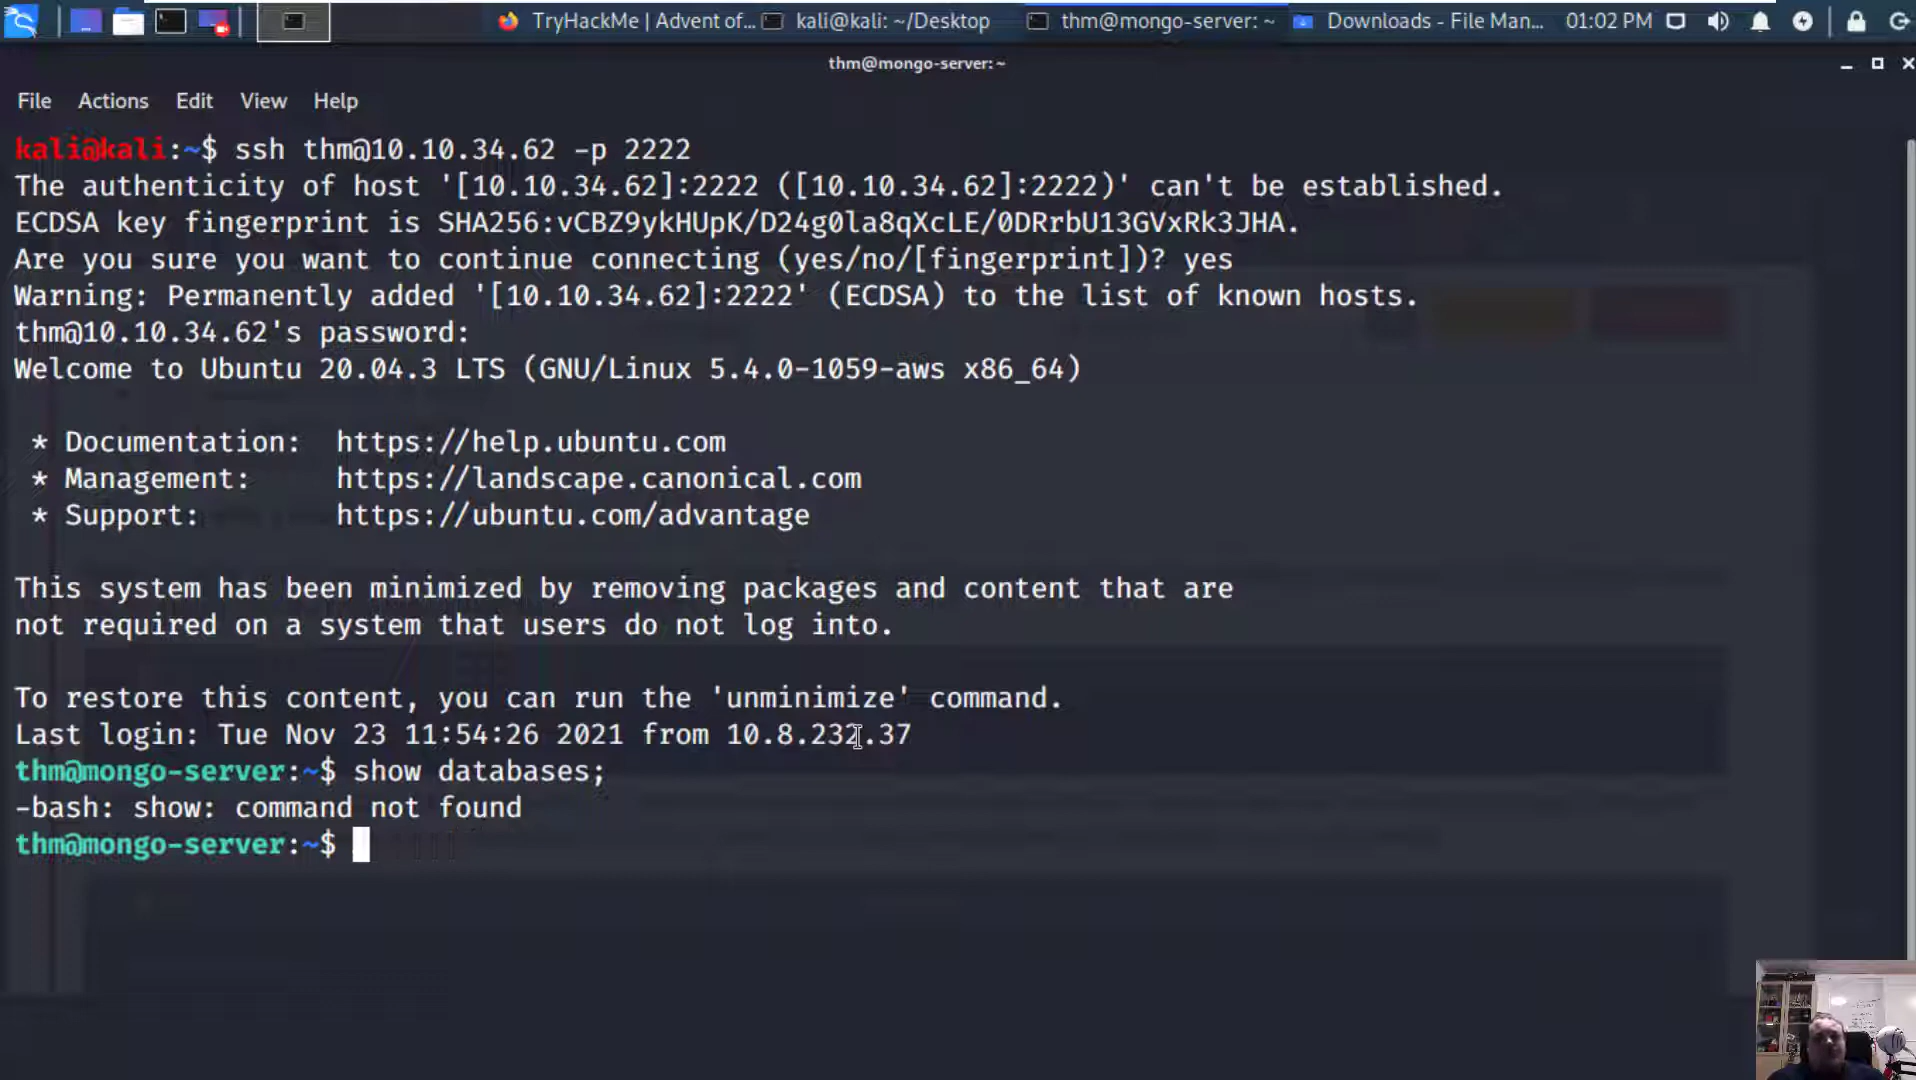 TryHackMe | Advent of...
kali@kali: ~/Desktop
thm@mongo-server: ~
Downloads - File Man...
01:02 PM
thm@mongo-server: ~
File Actions Edit View Help
kali@kali:~$ ssh thm@10.10.34.62 -p 2222
The authenticity of host '[10.10.34.62]:2222 ([10.10.34.62]:2222)' can't be established.
ECDSA key fingerprint is SHA256:vCBZ9ykHUpK/D24g0la8qXcLE/0DRrbU13GVxRk3JHA.
Are you sure you want to continue connecting (yes/no/[fingerprint])? yes
Warning: Permanently added '[10.10.34.62]:2222' (ECDSA) to the list of known hosts.
thm@10.10.34.62's password:
Welcome to Ubuntu 20.04.3 LTS (GNU/Linux 5.4.0-1059-aws x86_64)
* Documentation: https://help.ubuntu.com
* Management: https://landscape.canonical.com
* Support: https://ubuntu.com/advantage
This system has been minimized by removing packages and content that are
not required on a system that users do not log into.
To restore this content, you can run the 'unminimize' command.
Last login: Tue Nov 23 11:54:26 2021 from 10.8.232.37
thm@mongo-server:~$ show databases;
-bash: show: command not found
thm@mongo-server:~$